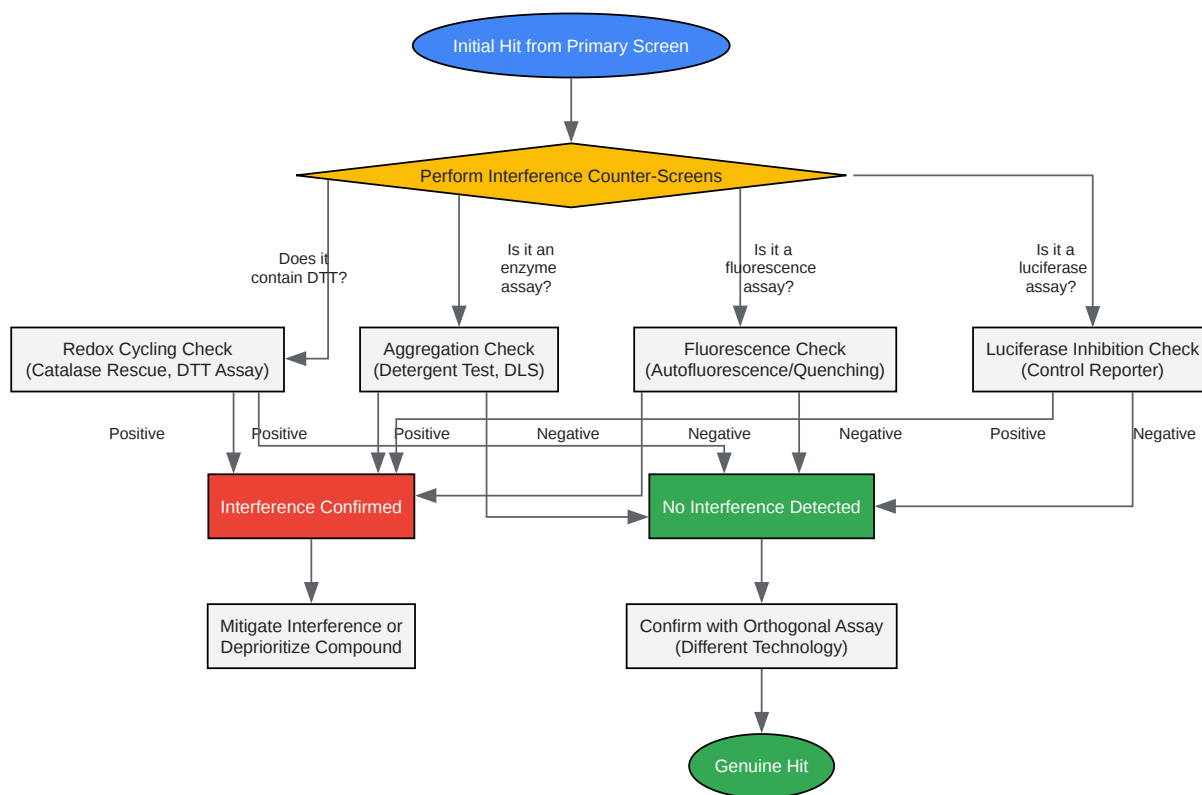 Initial Hit from Primary Screen
Perform Interference Counter-Screens
Does it
contain DTT?
Is it an
enzyme
assay?
Is it a
fluorescence
assay?
Is it a
luciferase
assay?
Redox Cycling Check
(Catalase Rescue, DTT Assay)
Aggregation Check
(Detergent Test, DLS)
Fluorescence Check
(Autofluorescence/Quenching)
Luciferase Inhibition Check
(Control Reporter)
Positive
Positive
Positive
Negative
Negative
Negative
Positive
Negative
Interference Confirmed
No Interference Detected
Mitigate Interference or
Deprioritize Compound
Confirm with Orthogonal Assay
(Different Technology)
Genuine Hit